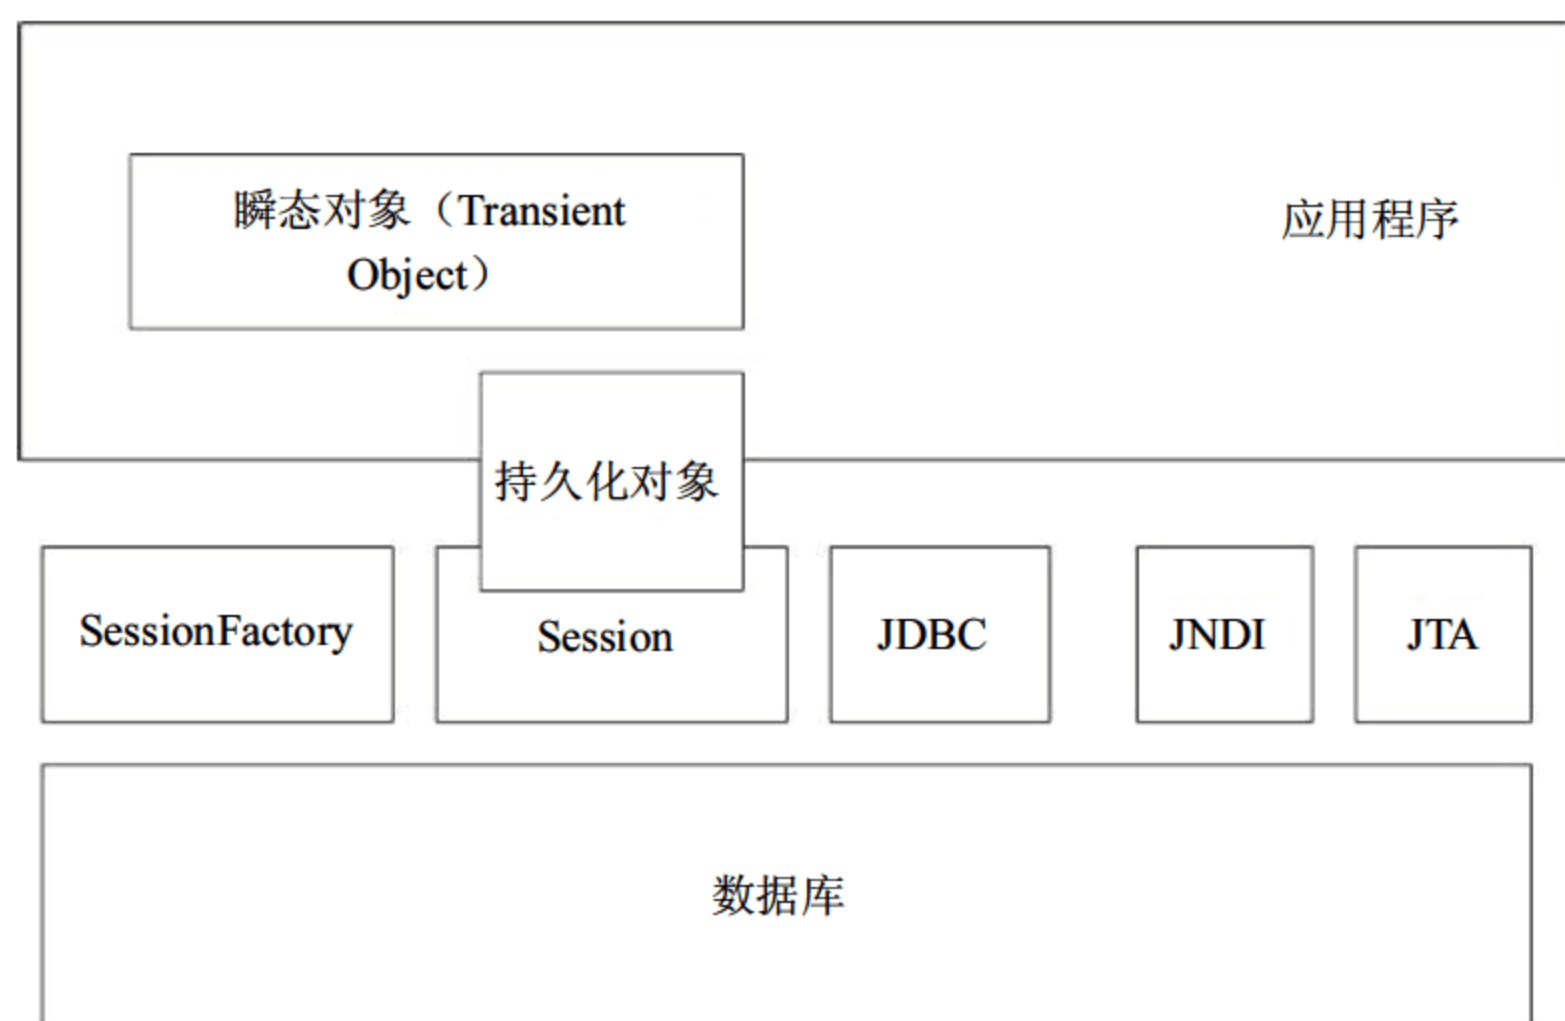 瞬态对象（Transient
Object）
应用程序
持久化对象
SessionFactory
Session
JDBC
JNDI
JTA
数据库